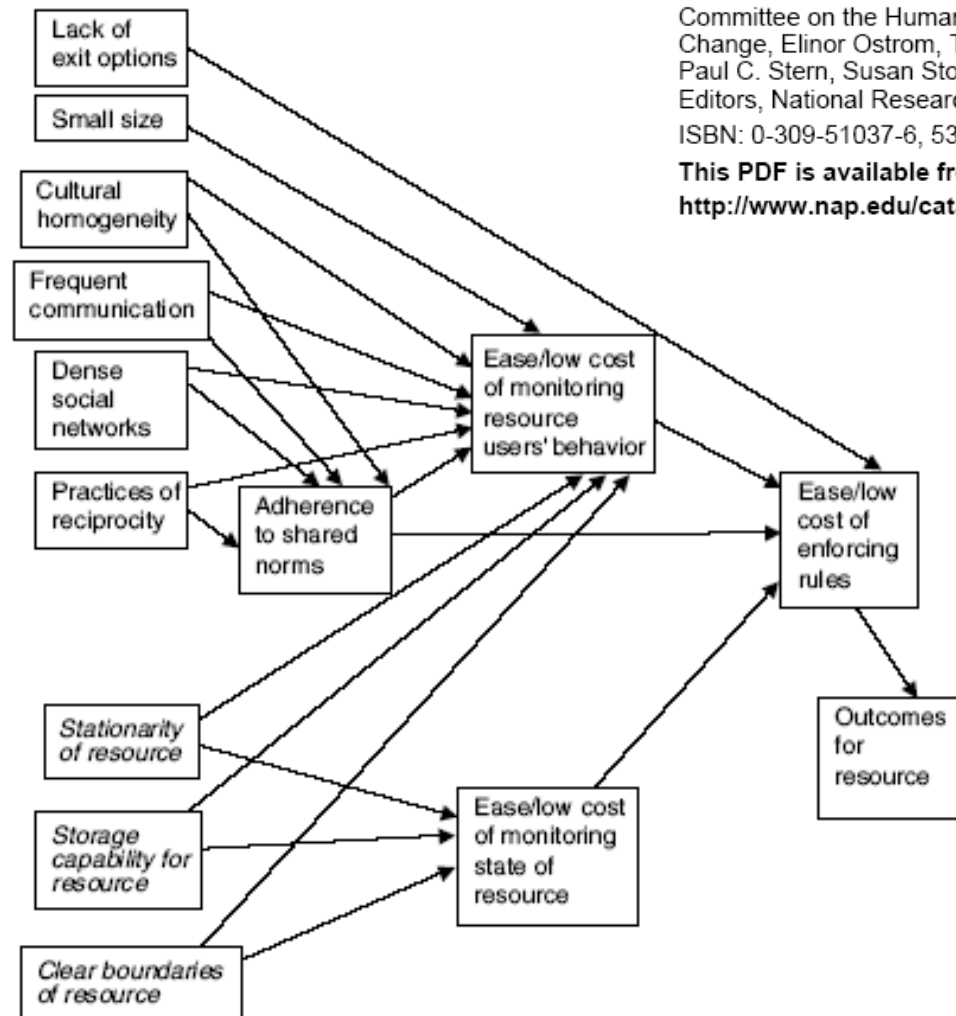 Lack of
exit options
Small size
Cultural
homogeneity
Frequent
communication
Dense
social
networks
Practices of
reciprocity
Adherence
to shared
norms
Ease/low cost
of monitoring
resource
users' behavior
Ease/low
cost of
enforcing
rules
Outcomes
for
resource
Stationarity
of resource
Storage
capability for
resource
Clear boundaries
of resource
Ease/low cost
of monitoring
state of
resource
Committee on the Human
Change, Elinor Ostrom, T
Paul C. Stern, Susan Sto
Editors, National Researc
ISBN: 0-309-51037-6, 53
This PDF is available fr
http://www.nap.edu/cat